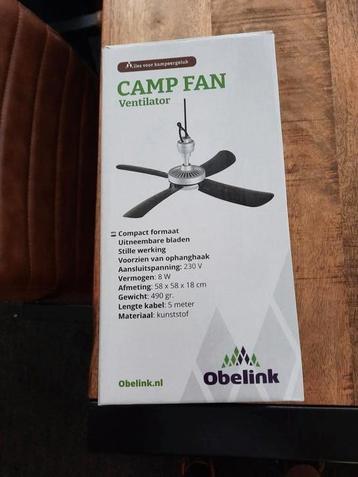 Alles voor kampeergeluk
CAMP FAN
Ventilator
Compact formaat
Uitneembare bladen
Stille werking
Voorzien van ophanghaak
Aansluitspanning: 230 V
Vermogen: 8 W
Afmeting: 58 x 58 x 18 cm
Gewicht: 490 gr.
Lengte kabel: 5 meter
Materiaal: kunststof
Obelink.nl
Obelink